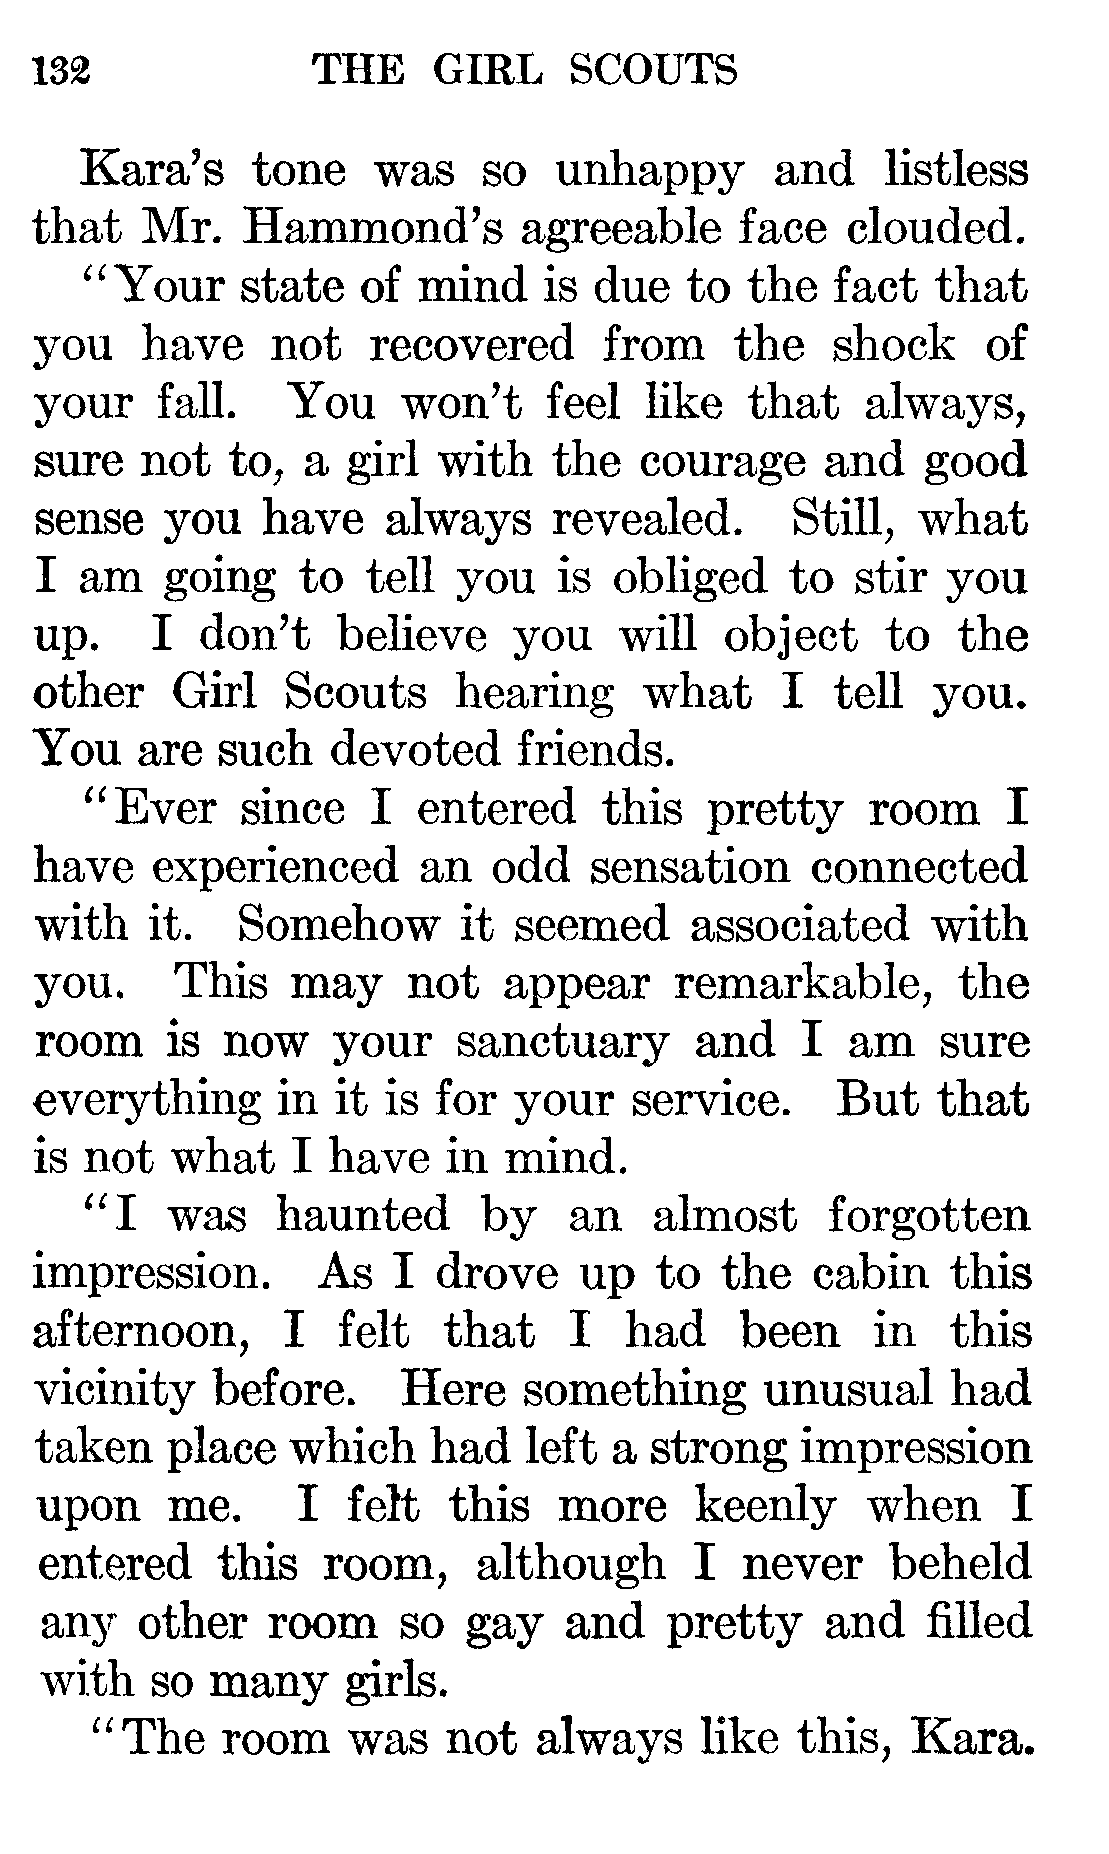 132 THE GIRL SCOUTS
Kara's tone was so unhappy and listless
that Mr. Hammond's agreeable face clouded.
"Your state of mind is due to the fact that
you have not recovered from the shock of
your fall. You won't feel like that always,
sure not to, a girl with the courage and good
sense you have always revealed. Still, what
I am going to tell you is obliged to stir you
up. I don't believe you will object to the
other Girl Scouts hearing what I tell you.
You are such devoted friends.
"Ever since I entered this pretty room I
have experienced an odd sensation connected
with it. Somehow it seemed associated with
you. This may not appear remarkable, the
room is now your sanctuary and I am sure
everything in it is for your service. But that
is not what I have in mind.
"I was haunted by an almost forgotten
impression. As I drove up to the cabin this
afternoon, I felt that I had been in this
vicinity before. Here something unusual had
taken place which had left a strong impression
upon me. I felt this more keenly when I
entered this room, although I never beheld
any other room so gay and pretty and filled
with so many girls.
"The room was not always like this, Kara.